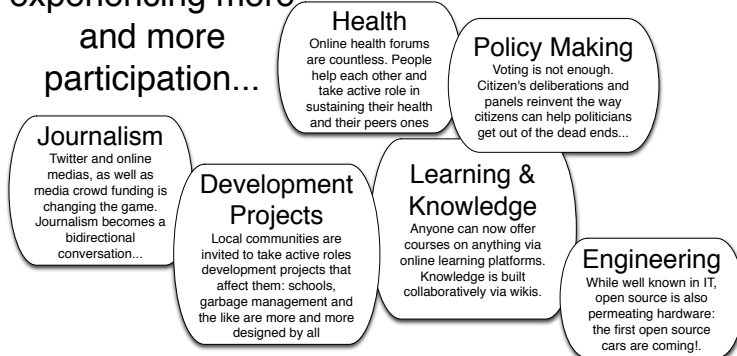 experiencing more
and more
participation...
Health
Online health forums
are countless. People
help each other and
take active role in
sustaining their health
and their peers ones
Policy Making
Voting is not enough.
Citizen's deliberations and
panels reinvent the way
citizens can help politicians
get out of the dead ends...
Journalism
Twitter and online
medias, as well as
media crowd funding is
changing the game.
Journalism becomes a
bidirectional
conversation...
Development
Projects
Local communities are
invited to take active roles
development projects that
affect them: schools,
garbage management and
the like are more and more
designed by all
Learning &
Knowledge
Anyone can now offer
courses on anything via
online learning platforms.
Knowledge is built
collaboratively via wikis.
Engineering
While well known in IT,
open source is also
permeating hardware:
the first open source
cars are coming!.